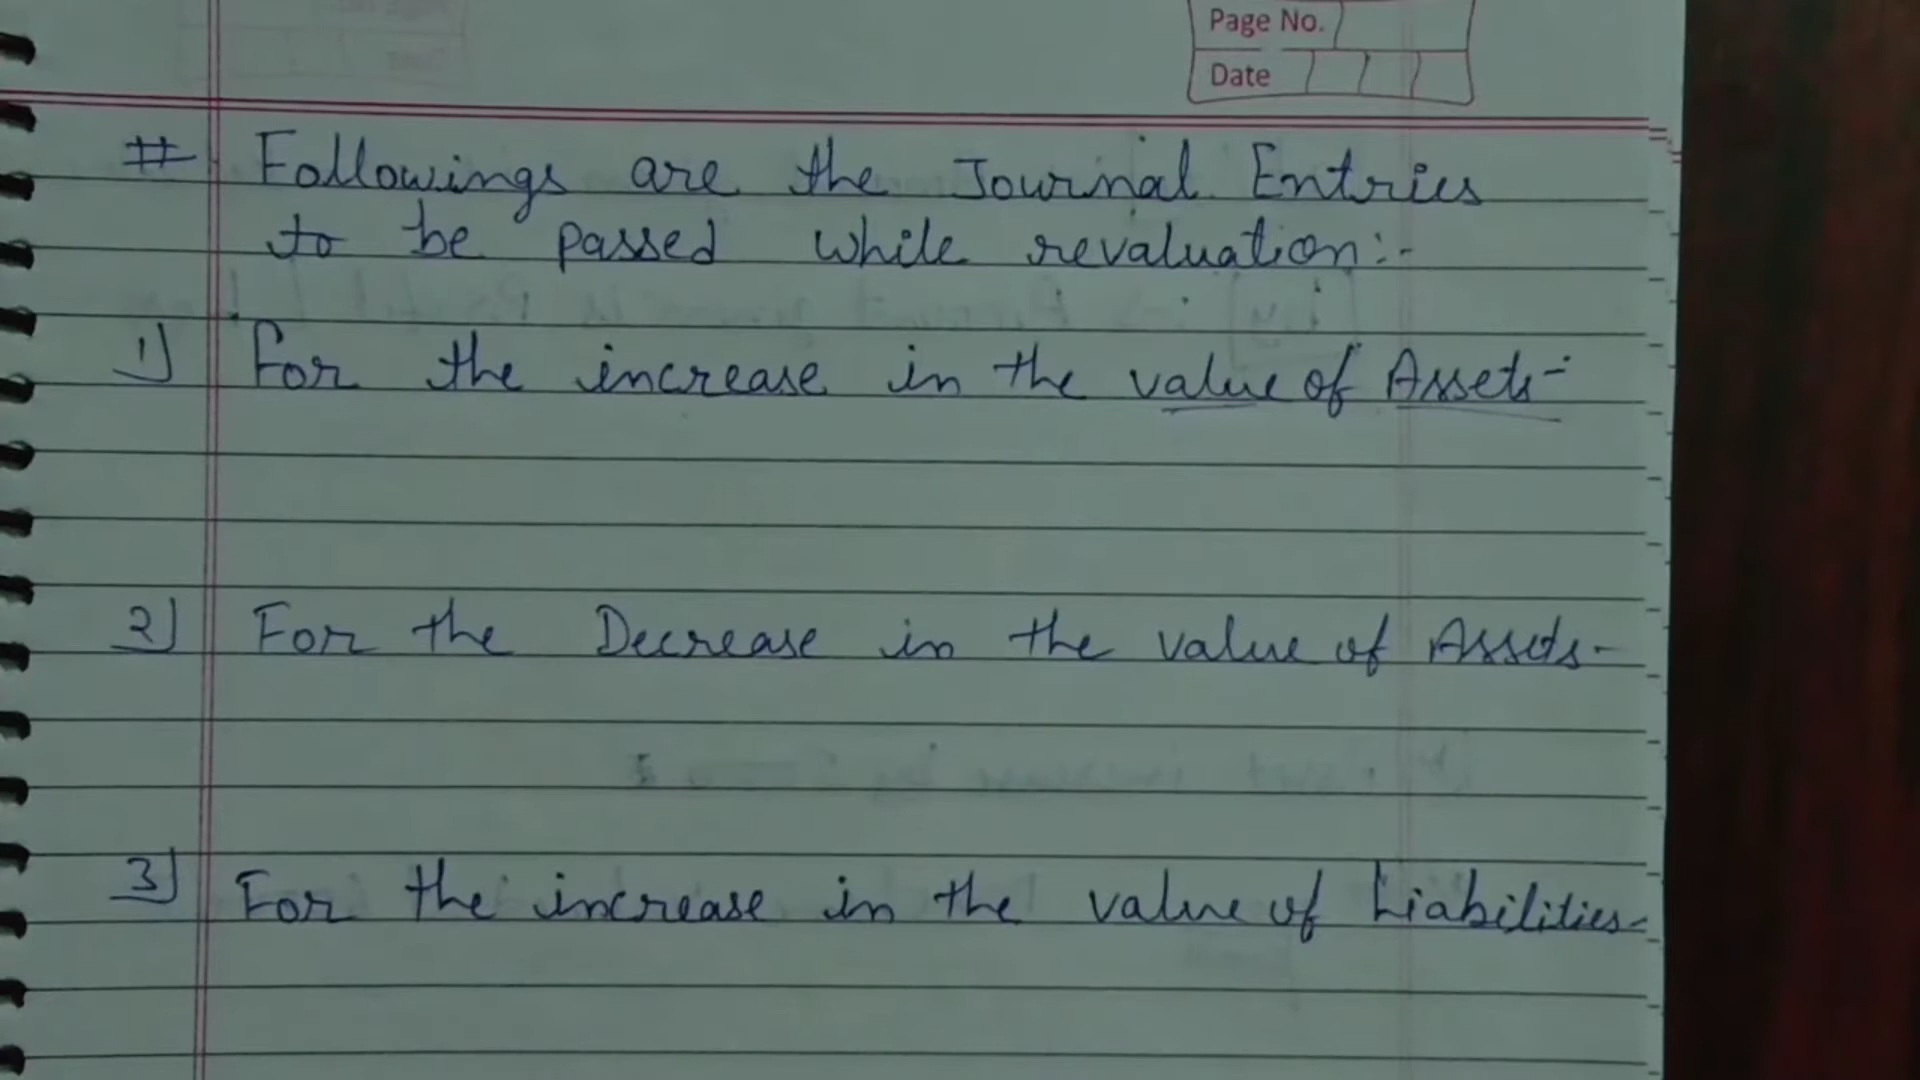 Page No.
Date
# Followings are the Journal Entries
to be passed while revaluation:-
1) For the increase in the value of Assets-
2) For the Decrease in the value of Assets-
3) For the increase in the value of Liabilities-